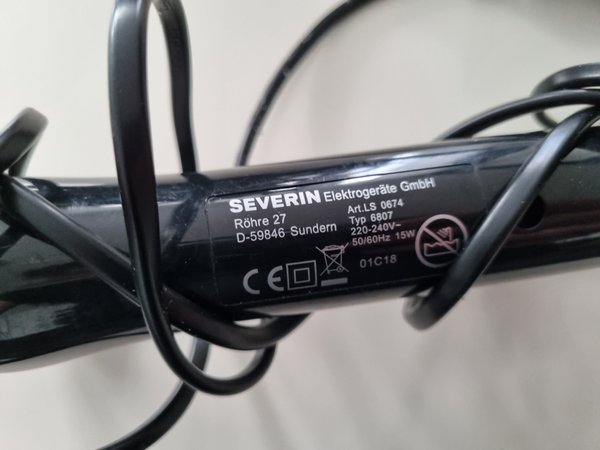 SEVERIN Elektrogeräte GmbH
Röhre 27
D-59846 Sundern
Art.LS 0674
Typ 6807
220-240V~
50/60Hz 15W
CE
01C18